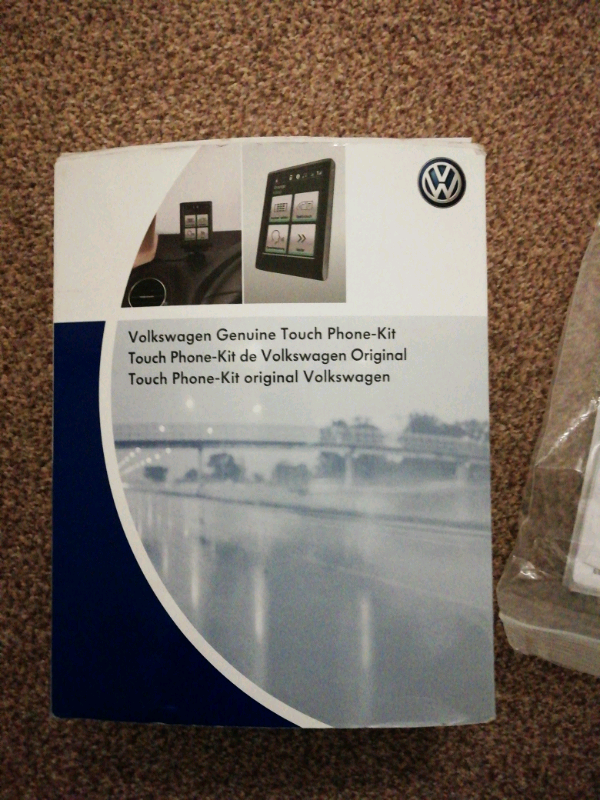 Volkswagen Genuine Touch Phone-Kit
Touch Phone-Kit de Volkswagen Original
Touch Phone-Kit original Volkswagen